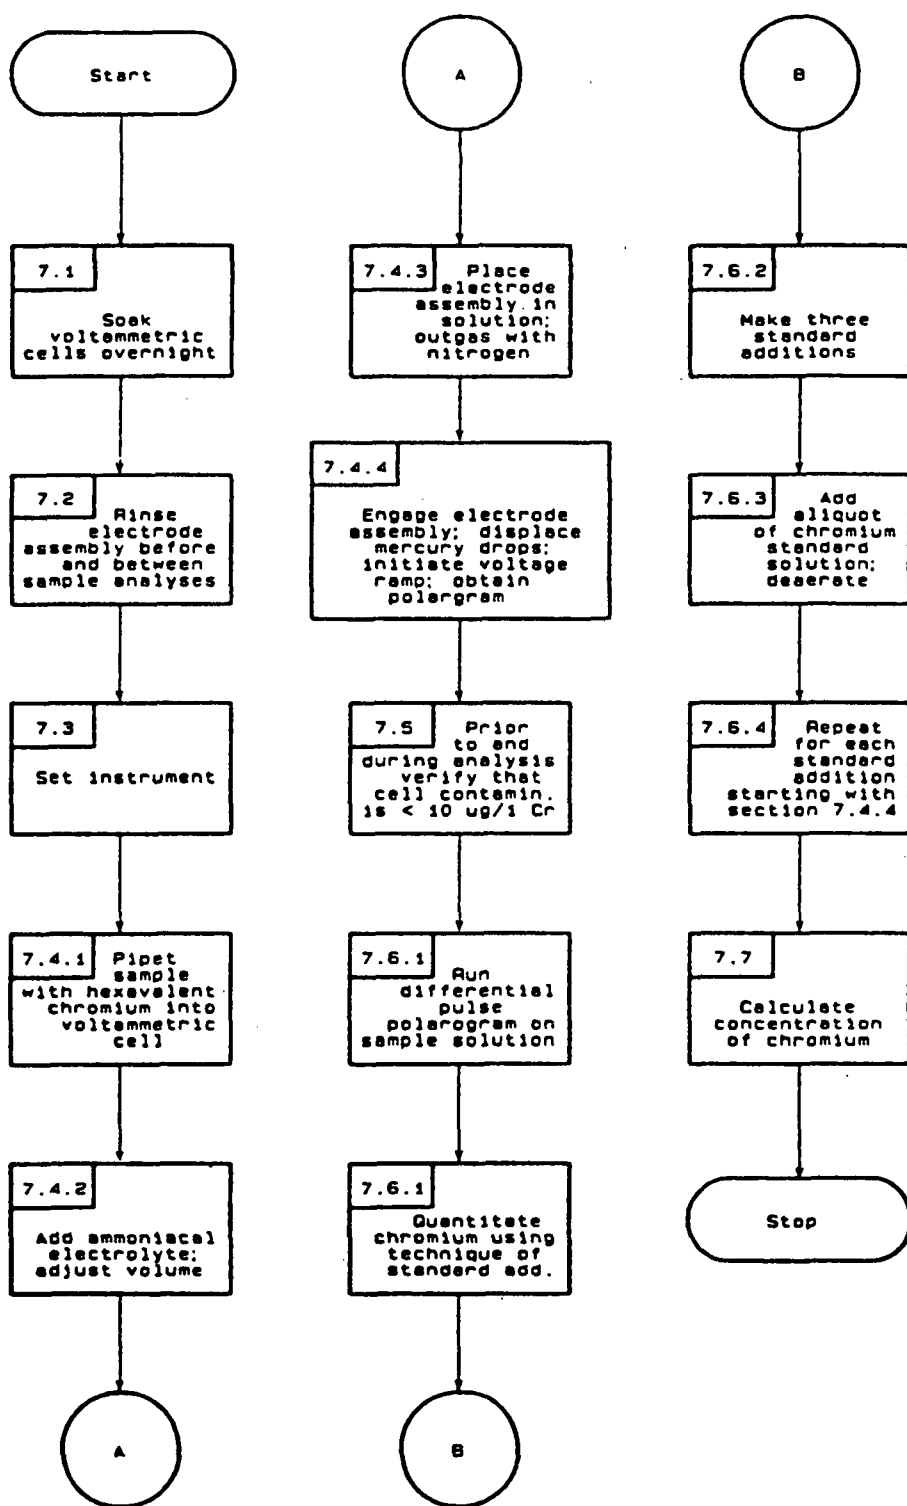 Start
7.1
Soak
voltammetric
cells overnight
7.2
Rinse
electrode
assembly before
and between
sample analyses
7.3
Set instrument
7.4.1
Pipet
sample
with hexavalent
chromium into
voltammetric
cell
7.4.2
Add ammoniacal
electrolyte;
adjust volume
A
A
7.4.3
Place
electrode
assembly in
solution;
outgas with
nitrogen
7.4.4
Engage electrode
assembly; displace
mercury drops;
initiate voltage
ramp; obtain
polargram
7.5
Prior
to and
during analysis
verify that
cell contamin.
is < 10 ug/l Cr
7.6.1
Run
differential
pulse
polarogram on
sample solution
7.6.1
Quantitate
chromium using
technique of
standard add.
B
B
7.6.2
Make three
standard
additions
7.6.3
Add
aliquot
of chromium
standard
solution;
deaerate
7.6.4
Repeat
for each
standard
addition
starting with
section 7.4.4
7.7
Calculate
concentration
of chromium
Stop